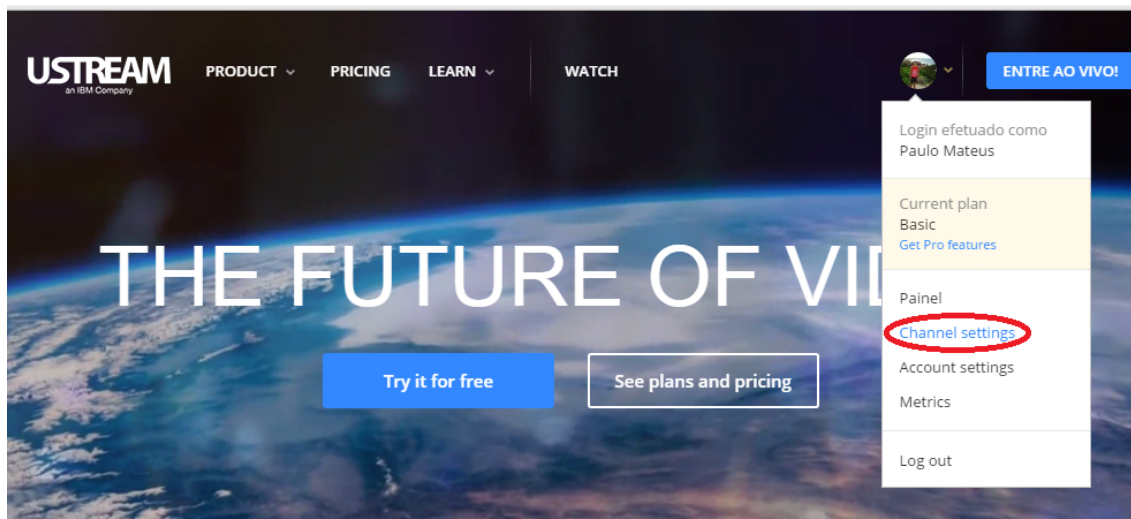 USTREAM
an IBM Company
PRODUCT
PRICING
LEARN
WATCH
ENTRE AO VIVO!
Login efetuado como
Paulo Mateus
Current plan
Basic
Get Pro features
THE FUTURE OF VID
Painel
Channel settings
Account settings
Metrics
Log out
Try it for free
See plans and pricing